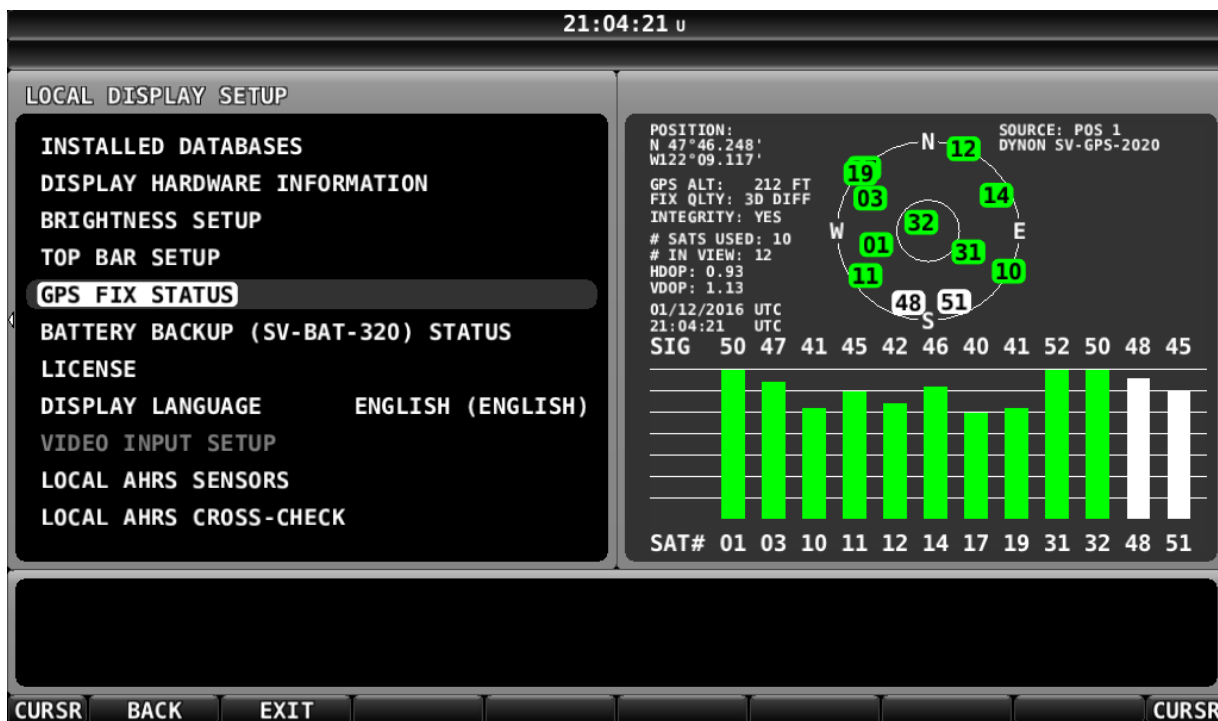 21:04:21 U
LOCAL DISPLAY SETUP
INSTALLED DATABASES
DISPLAY HARDWARE INFORMATION
BRIGHTNESS SETUP
TOP BAR SETUP
GPS FIX STATUS
BATTERY BACKUP (SV-BAT-320) STATUS
LICENSE
DISPLAY LANGUAGE ENGLISH (ENGLISH)
VIDEO INPUT SETUP
LOCAL AHRS SENSORS
LOCAL AHRS CROSS-CHECK
POSITION:
N 47°46.248'
W122°09.117'
GPS ALT: 212 FT
FIX QLTY: 3D DIFF
INTEGRITY: YES
# SATS USED: 10
# IN VIEW: 12
HDOP: 0.93
VDOP: 1.13
01/12/2016 UTC
21:04:21 UTC
SOURCE: POS 1
DYNON SV-GPS-2020
N
12
19
03
14
32
W
E
01
31
11
10
48
51
S
SIG 50 47 41 45 42 46 40 41 52 50 48 45
SAT# 01 03 10 11 12 14 17 19 31 32 48 51
CURSR BACK EXIT CURSR